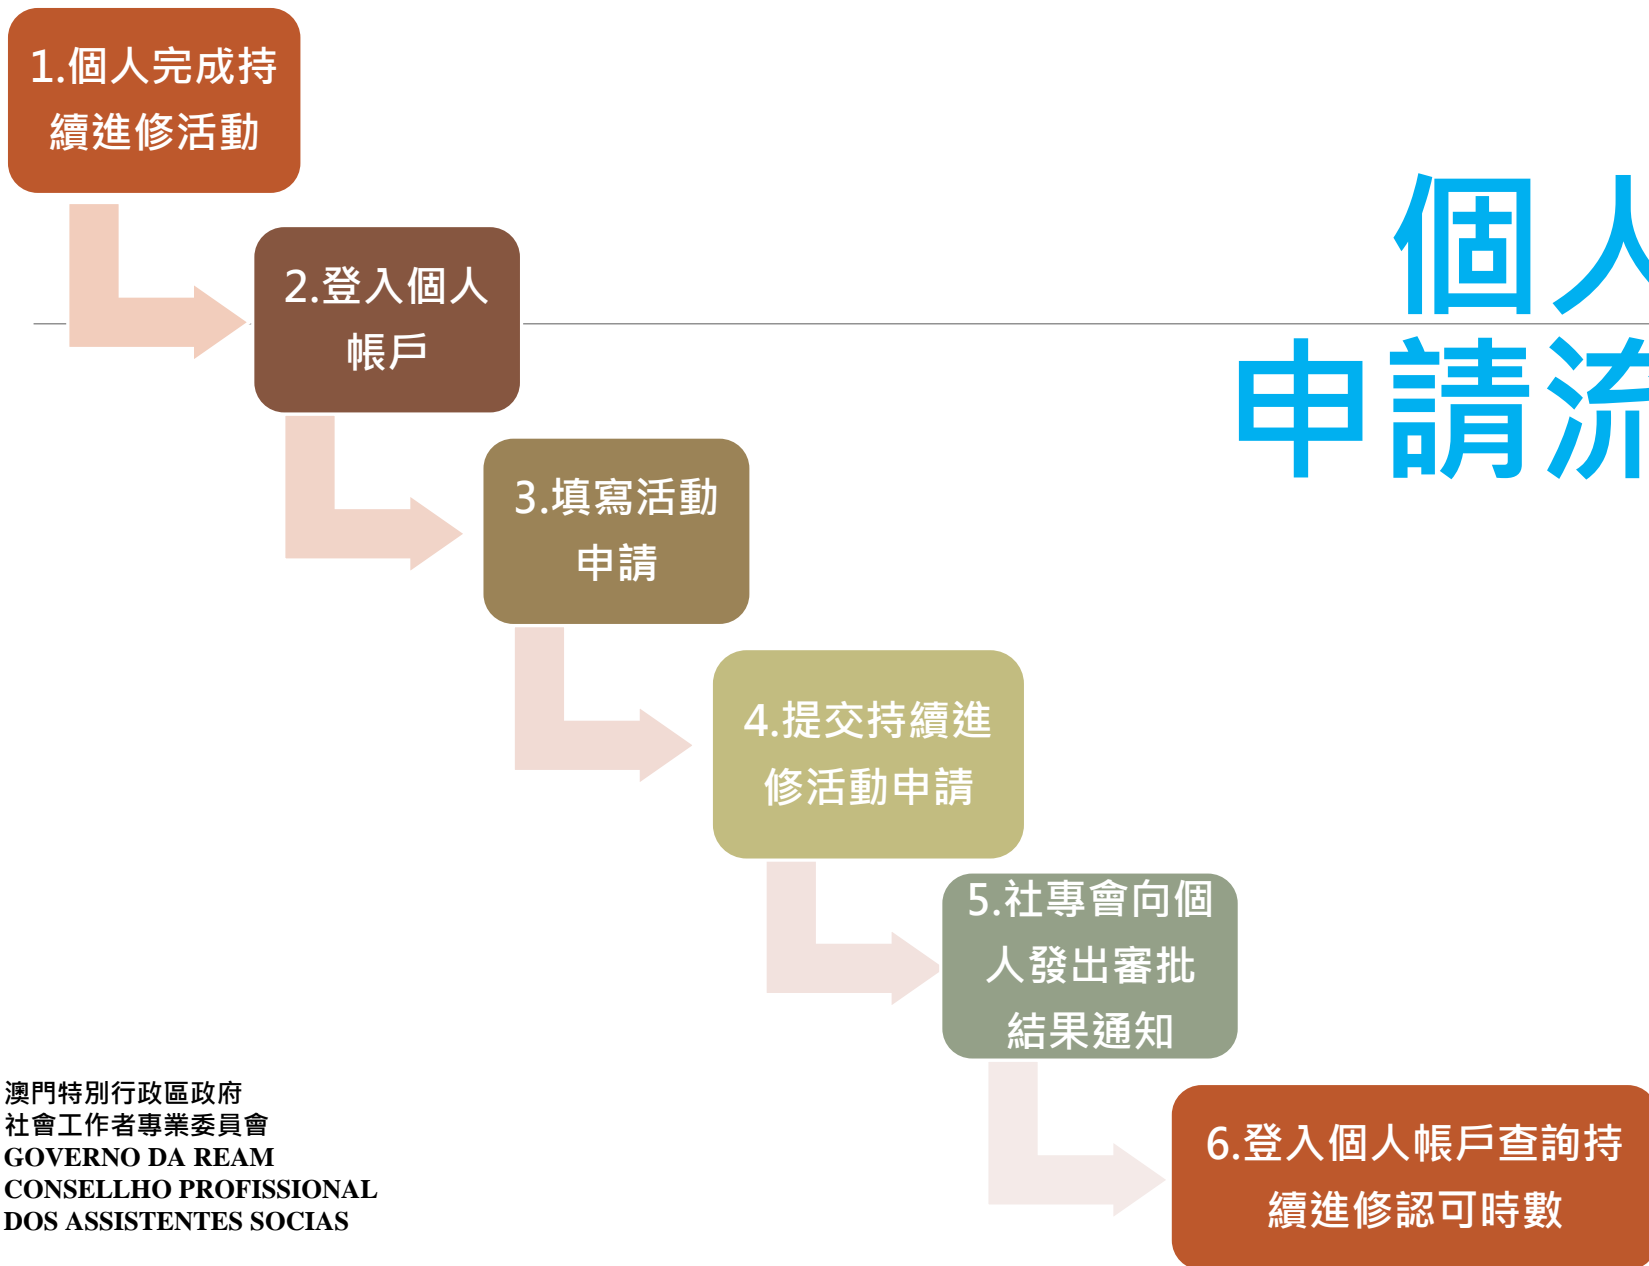 1.個人完成持
續進修活動
個人
申請流
2.登入個人
帳戶
3.填寫活動
申請
4.提交持續進
修活動申請
5.社專會向個
人發出審批
結果通知
6.登入個人帳戶查詢持
續進修認可時數
澳門特別行政區政府
社會工作者專業委員會
GOVERNO DA REAM
CONSELLHO PROFISSIONAL
DOS ASSISTENTES SOCIAS